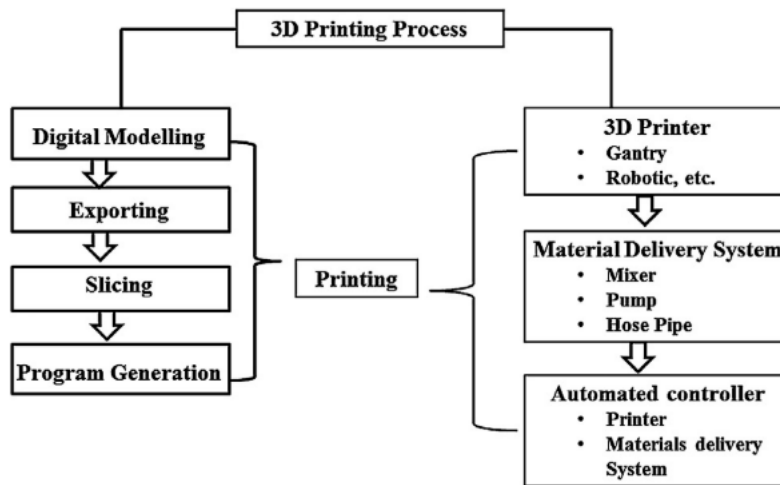 3D Printing Process
Digital Modelling
Exporting
Slicing
Program Generation
Printing
3D Printer
• Gantry
• Robotic, etc.
Material Delivery System
• Mixer
• Pump
• Hose Pipe
Automated controller
• Printer
• Materials delivery
System